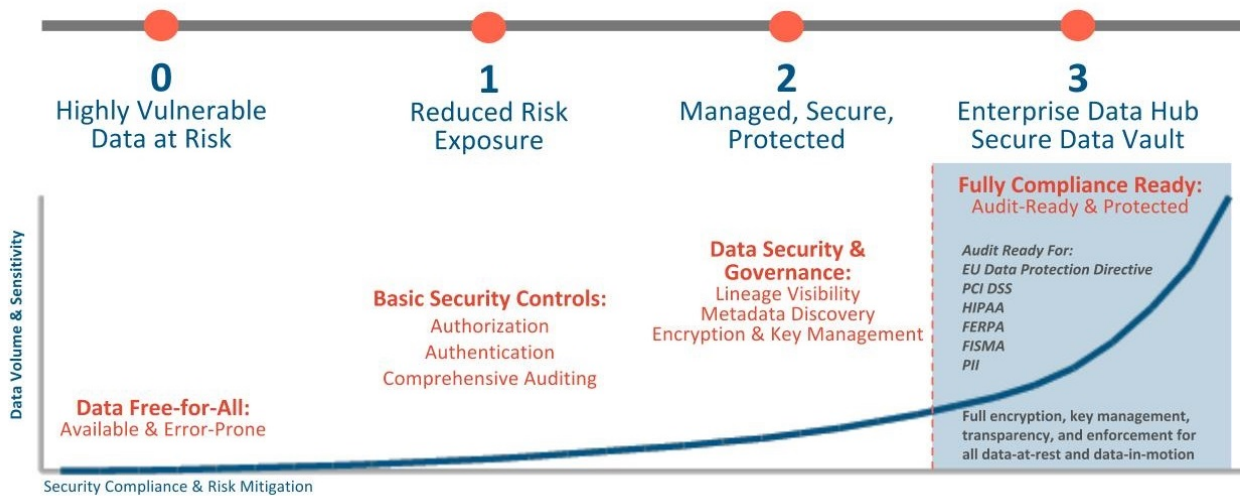 0
Highly Vulnerable
Data at Risk
1
Reduced Risk
Exposure
2
Managed, Secure,
Protected
3
Enterprise Data Hub
Secure Data Vault
Data Volume & Sensitivity
Data Free-for-All:
Available & Error-Prone
Basic Security Controls:
Authorization
Authentication
Comprehensive Auditing
Data Security &
Governance:
Lineage Visibility
Metadata Discovery
Encryption & Key Management
Fully Compliance Ready:
Audit-Ready & Protected
Audit Ready For:
EU Data Protection Directive
PCI DSS
HIPAA
FERPA
FISMA
PII
Full encryption, key management,
transparency, and enforcement for
all data-at-rest and data-in-motion
Security Compliance & Risk Mitigation